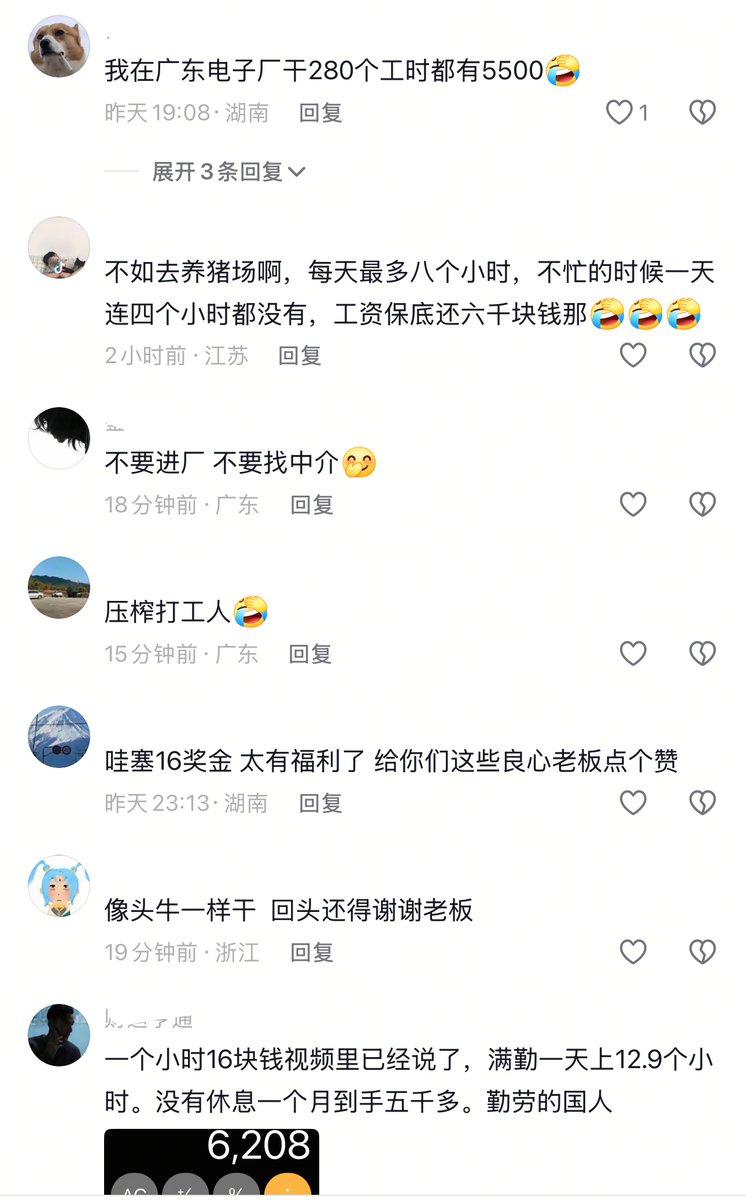 我在广东电子厂干280个工时都有5500🤣
昨天 19:08 · 湖南 回复 1
展开 3 条回复
不如去养猪场啊，每天最多八个小时，不忙的时候一天
连四个小时都没有，工资保底还六千块钱那🤣🤣🤣
2小时前 · 江苏 回复
不要进厂 不要找中介🤭
18分钟前 · 广东 回复
压榨打工人🤣
15分钟前 · 广东 回复
哇塞16奖金 太有福利了 给你们这些良心老板点个赞
昨天 23:13 · 湖南 回复
像头牛一样干 回头还得谢谢老板
19分钟前 · 浙江 回复
一个小时16块钱视频里已经说了，满勤一天上12.9个小
时。没有休息一个月到手五千多。勤劳的国人
6,208